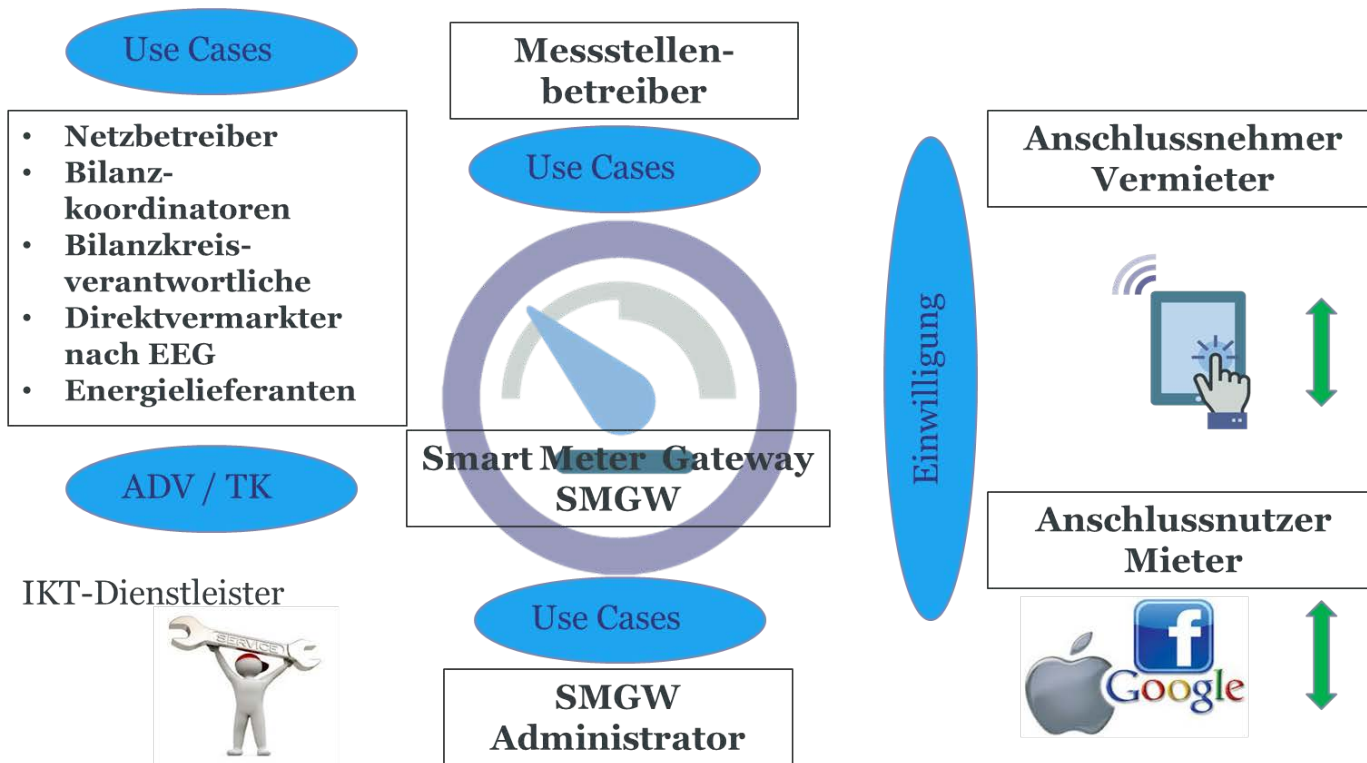 Use Cases
• Netzbetreiber
• Bilanz-
koordinatoren
• Bilanzkreis-
verantwortliche
• Direktvermarkter
nach EEG
• Energielieferanten
ADV / TK
IKT-Dienstleister
SERVICE
Messstellen-
betreiber
Use Cases
Smart Meter Gateway
SMGW
Use Cases
SMGW
Administrator
Einwilligung
Anschlussnehmer
Vermieter
Anschlussnutzer
Mieter
f
Google